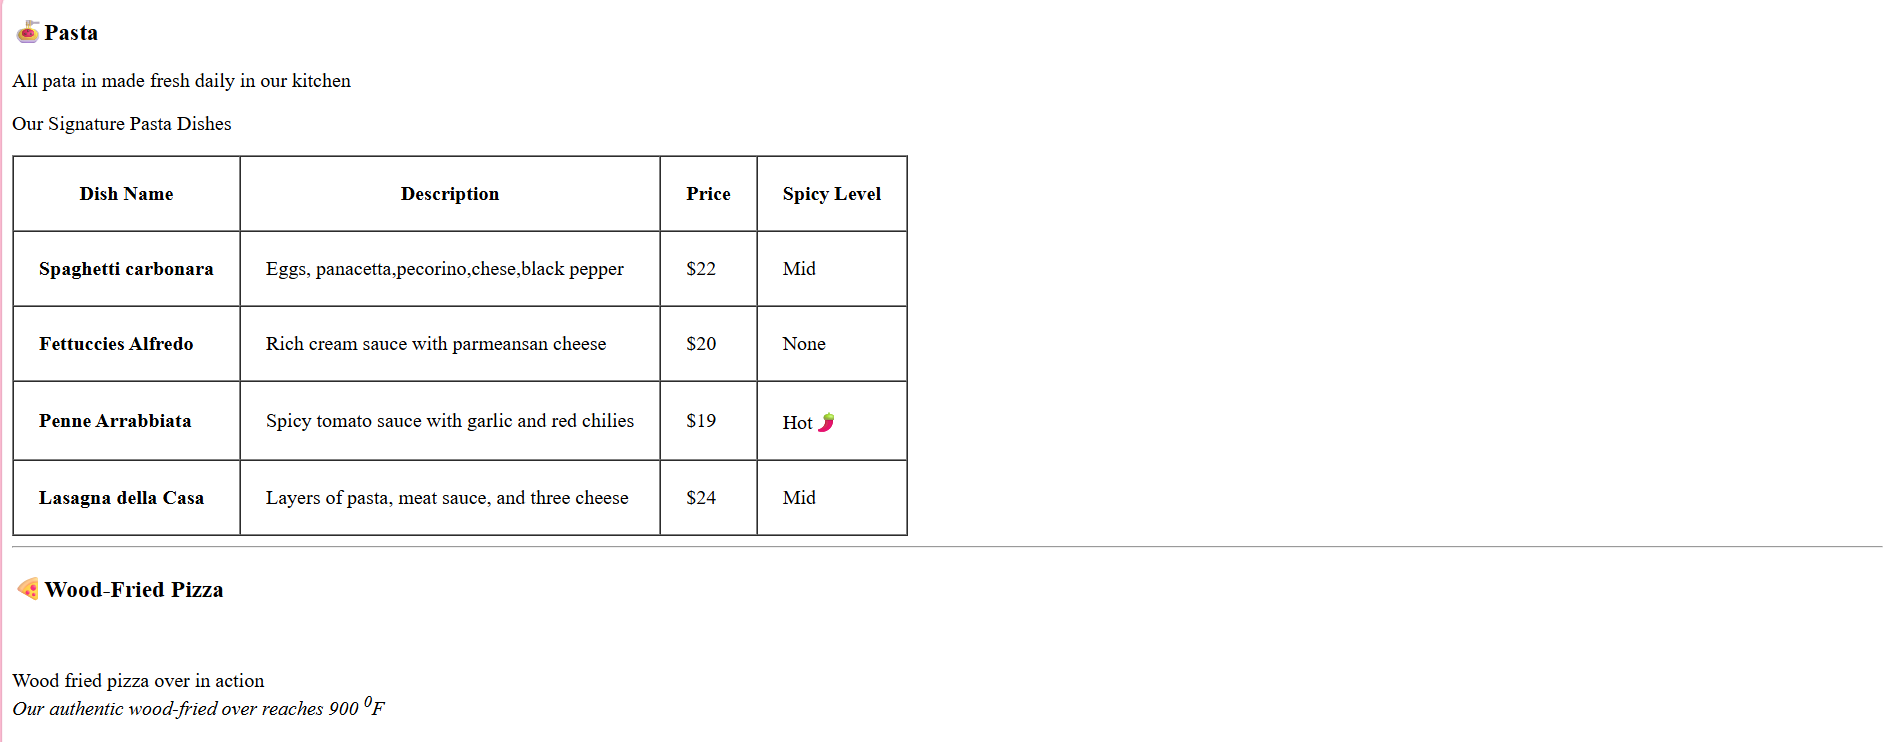 🍝 Pasta
All pata in made fresh daily in our kitchen
Our Signature Pasta Dishes
Dish Name Description Price Spicy Level
Spaghetti carbonara Eggs, panacetta,pecorino,chese,black pepper $22 Mid
Fettuccies Alfredo Rich cream sauce with parmeansan cheese $20 None
Penne Arrabbiata Spicy tomato sauce with garlic and red chilies $19 Hot 🌶️
Lasagna della Casa Layers of pasta, meat sauce, and three cheese $24 Mid
🍕 Wood-Fried Pizza
Wood fried pizza over in action
Our authentic wood-fried over reaches 900 ⁰F